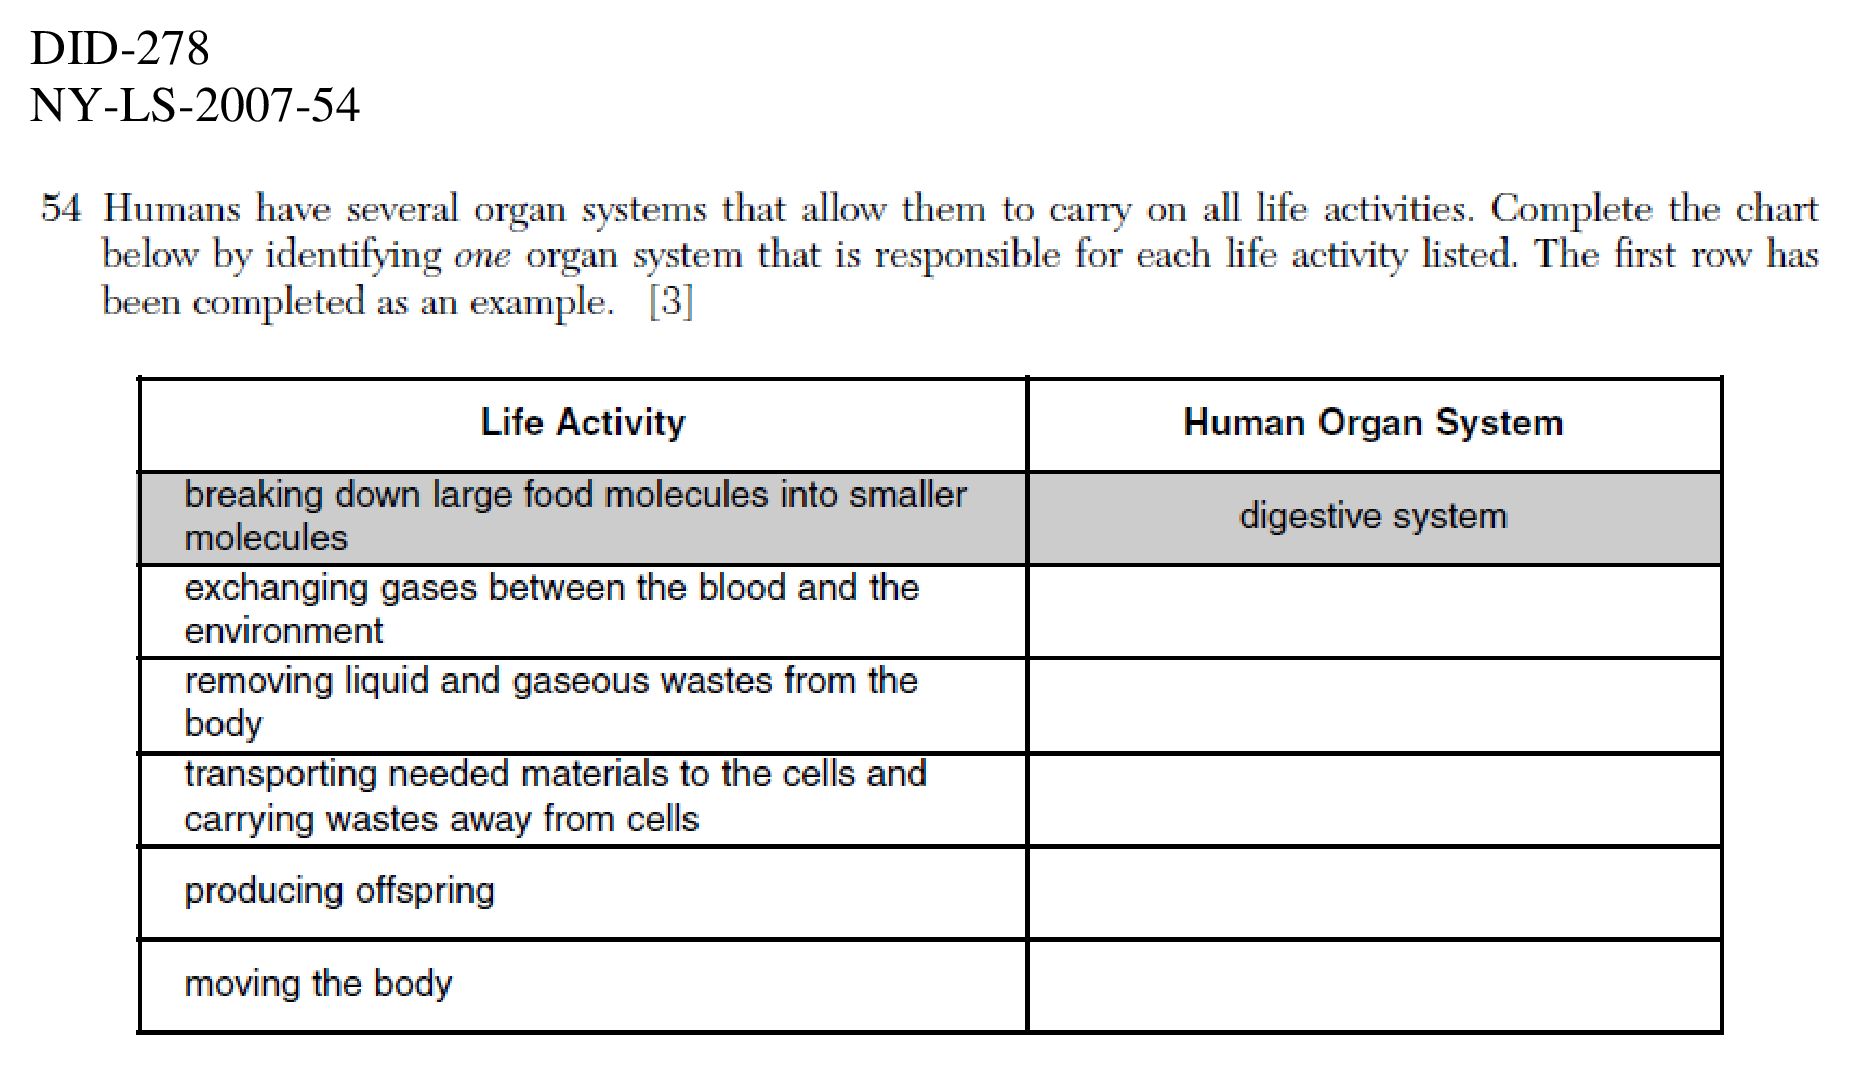 DID-278
NY-LS-2007-54
54 Humans have several organ systems that allow them to carry on all life activities. Complete the chart
below by identifying one organ system that is responsible for each life activity listed. The first row has
been completed as an example. [3]
Life Activity Human Organ System
breaking down large food molecules into smaller
molecules
digestive system
exchanging gases between the blood and the
environment
removing liquid and gaseous wastes from the
body
transporting needed materials to the cells and
carrying wastes away from cells
producing offspring
moving the body